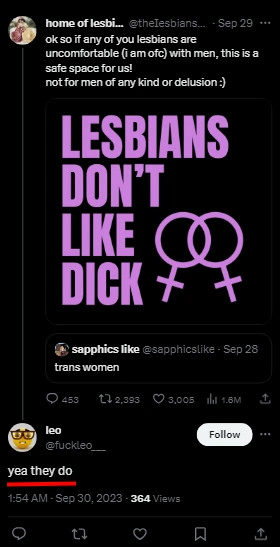 home of lesbi... @thelesbians... · Sep 29
ok so if any of you lesbians are
uncomfortable (i am ofc) with men, this is a
safe space for us!
not for men of any kind or delusion :)
LESBIANS
DON'T
LIKE
DICK
sapphics like @sapphicslike · Sep 28
trans women
453 2,393 3,005 1.6M
leo
@fuckleo___
Follow
yea they do
1:54 AM · Sep 30, 2023 · 364 Views